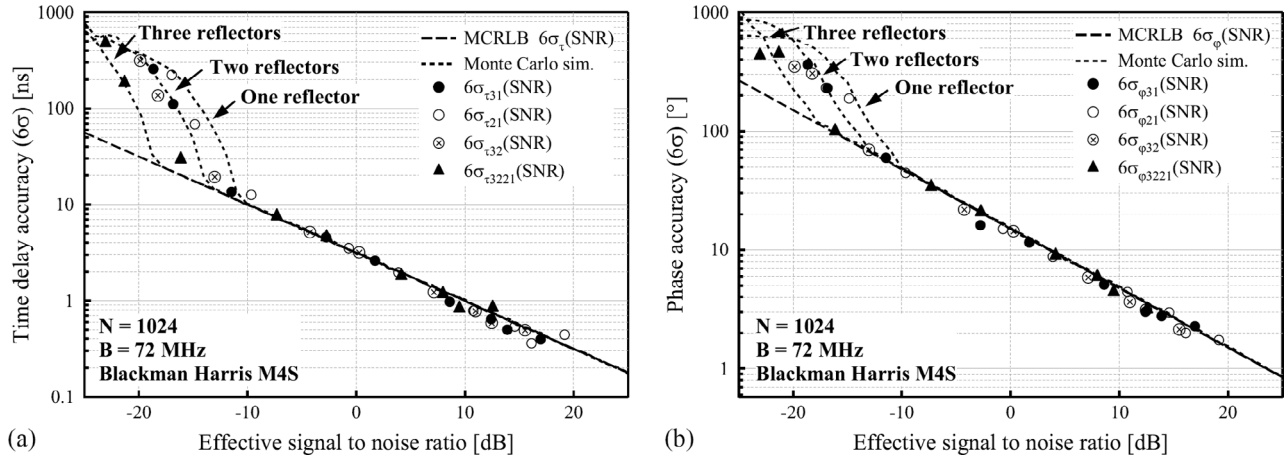 1000
100
10
1
0.1
Time delay accuracy (6σ) [ns]
Three reflectors
Two reflectors
One reflector
MCRLB 6στ(SNR)
Monte Carlo sim.
6στ31(SNR)
6στ21(SNR)
6στ32(SNR)
6στ3221(SNR)
N = 1024
B = 72 MHz
Blackman Harris M4S
-20 -10 0 10 20
(a) Effective signal to noise ratio [dB]
1000
100
10
1
Phase accuracy (6σ) [°]
Three reflectors
Two reflectors
One reflector
MCRLB 6σφ(SNR)
Monte Carlo sim.
6σφ31(SNR)
6σφ21(SNR)
6σφ32(SNR)
6σφ3221(SNR)
N = 1024
B = 72 MHz
Blackman Harris M4S
-20 -10 0 10 20
(b) Effective signal to noise ratio [dB]